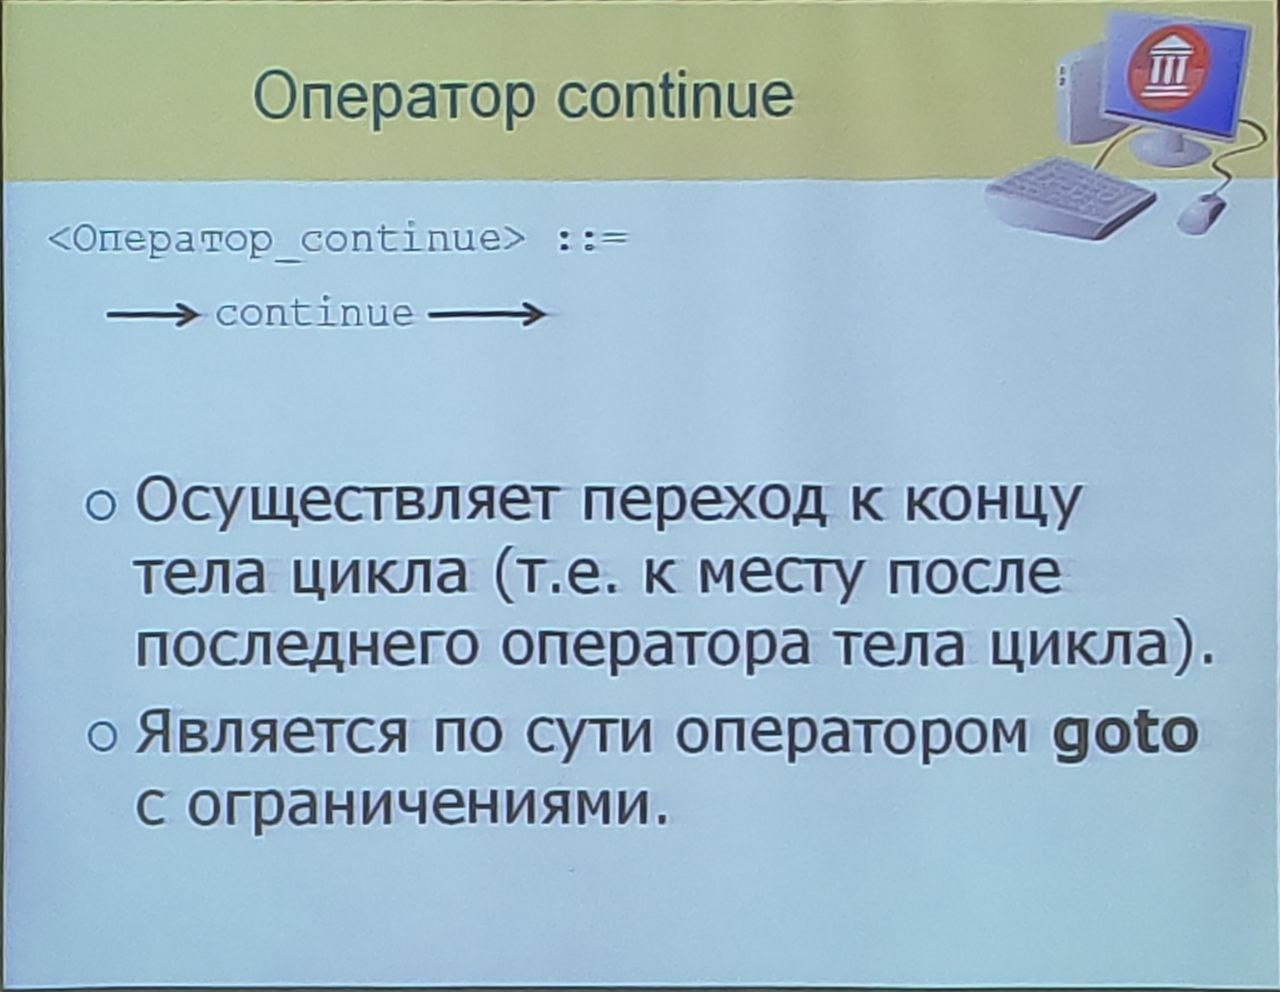 Оператор continue
<Оператор_continue> ::=
continue
Осуществляет переход к концу
тела цикла (т.е. к месту после
последнего оператора тела цикла).
Является по сути оператором goto
с ограничениями.